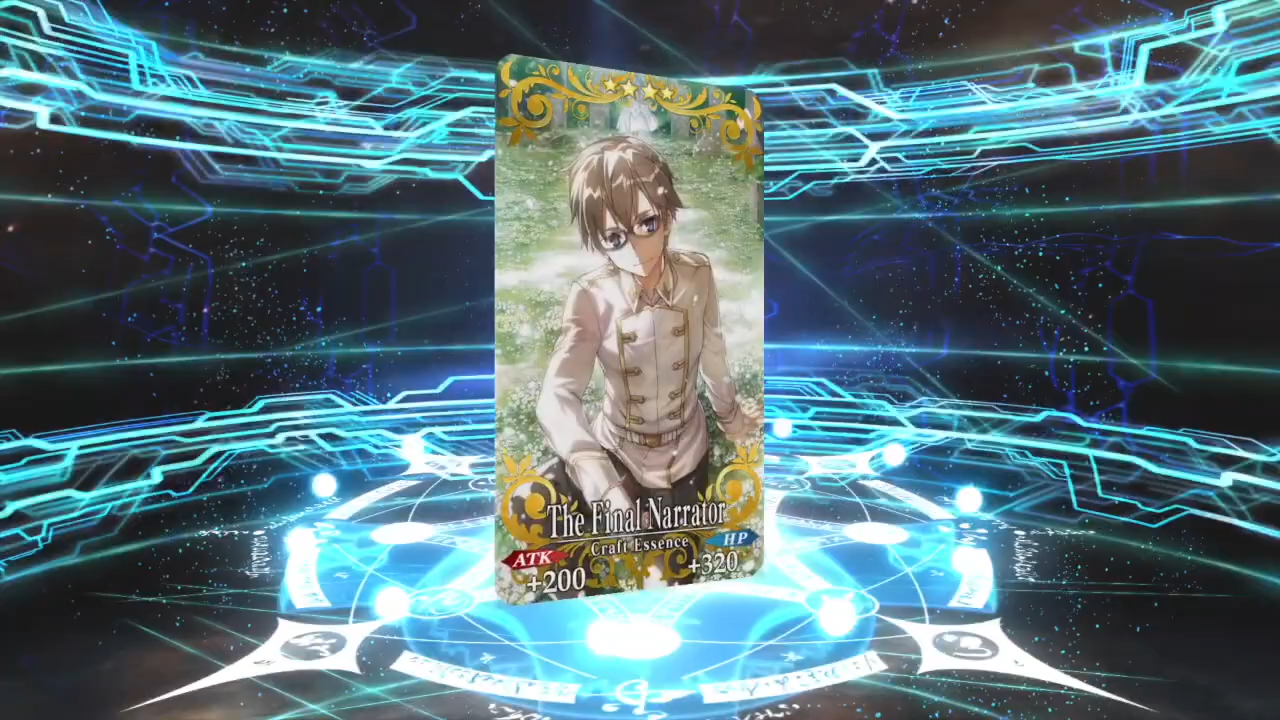 The Final Narrator
Craft Essence
ATK
HP
+200
+320